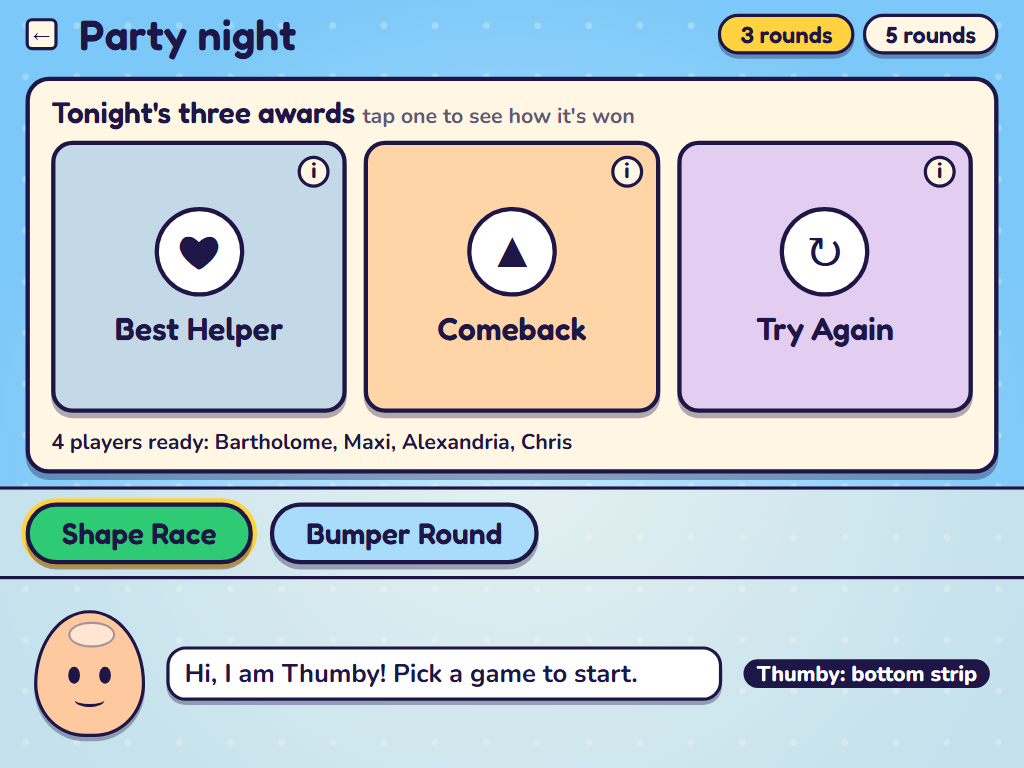 ←
Party night
3 rounds
5 rounds
Tonight's three awards tap one to see how it's won
i
i
i
Best Helper
Comeback
Try Again
4 players ready: Bartholome, Maxi, Alexandria, Chris
Shape Race
Bumper Round
Hi, I am Thumby! Pick a game to start.
Thumby: bottom strip